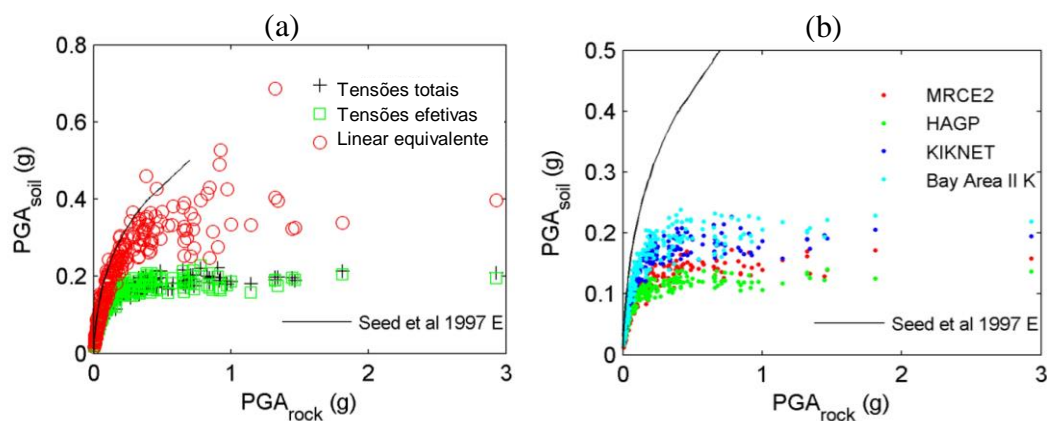 (a)
0.8
0.6
0.4
0.2
0
0
1
2
3
PGAsoil (g)
PGArock (g)
Tensões totais
Tensões efetivas
Linear equivalente
Seed et al 1997 E
(b)
0.5
0.4
0.3
0.2
0.1
0
0
1
2
3
PGAsoil (g)
PGArock (g)
MRCE2
HAGP
KIKNET
Bay Area II K
Seed et al 1997 E